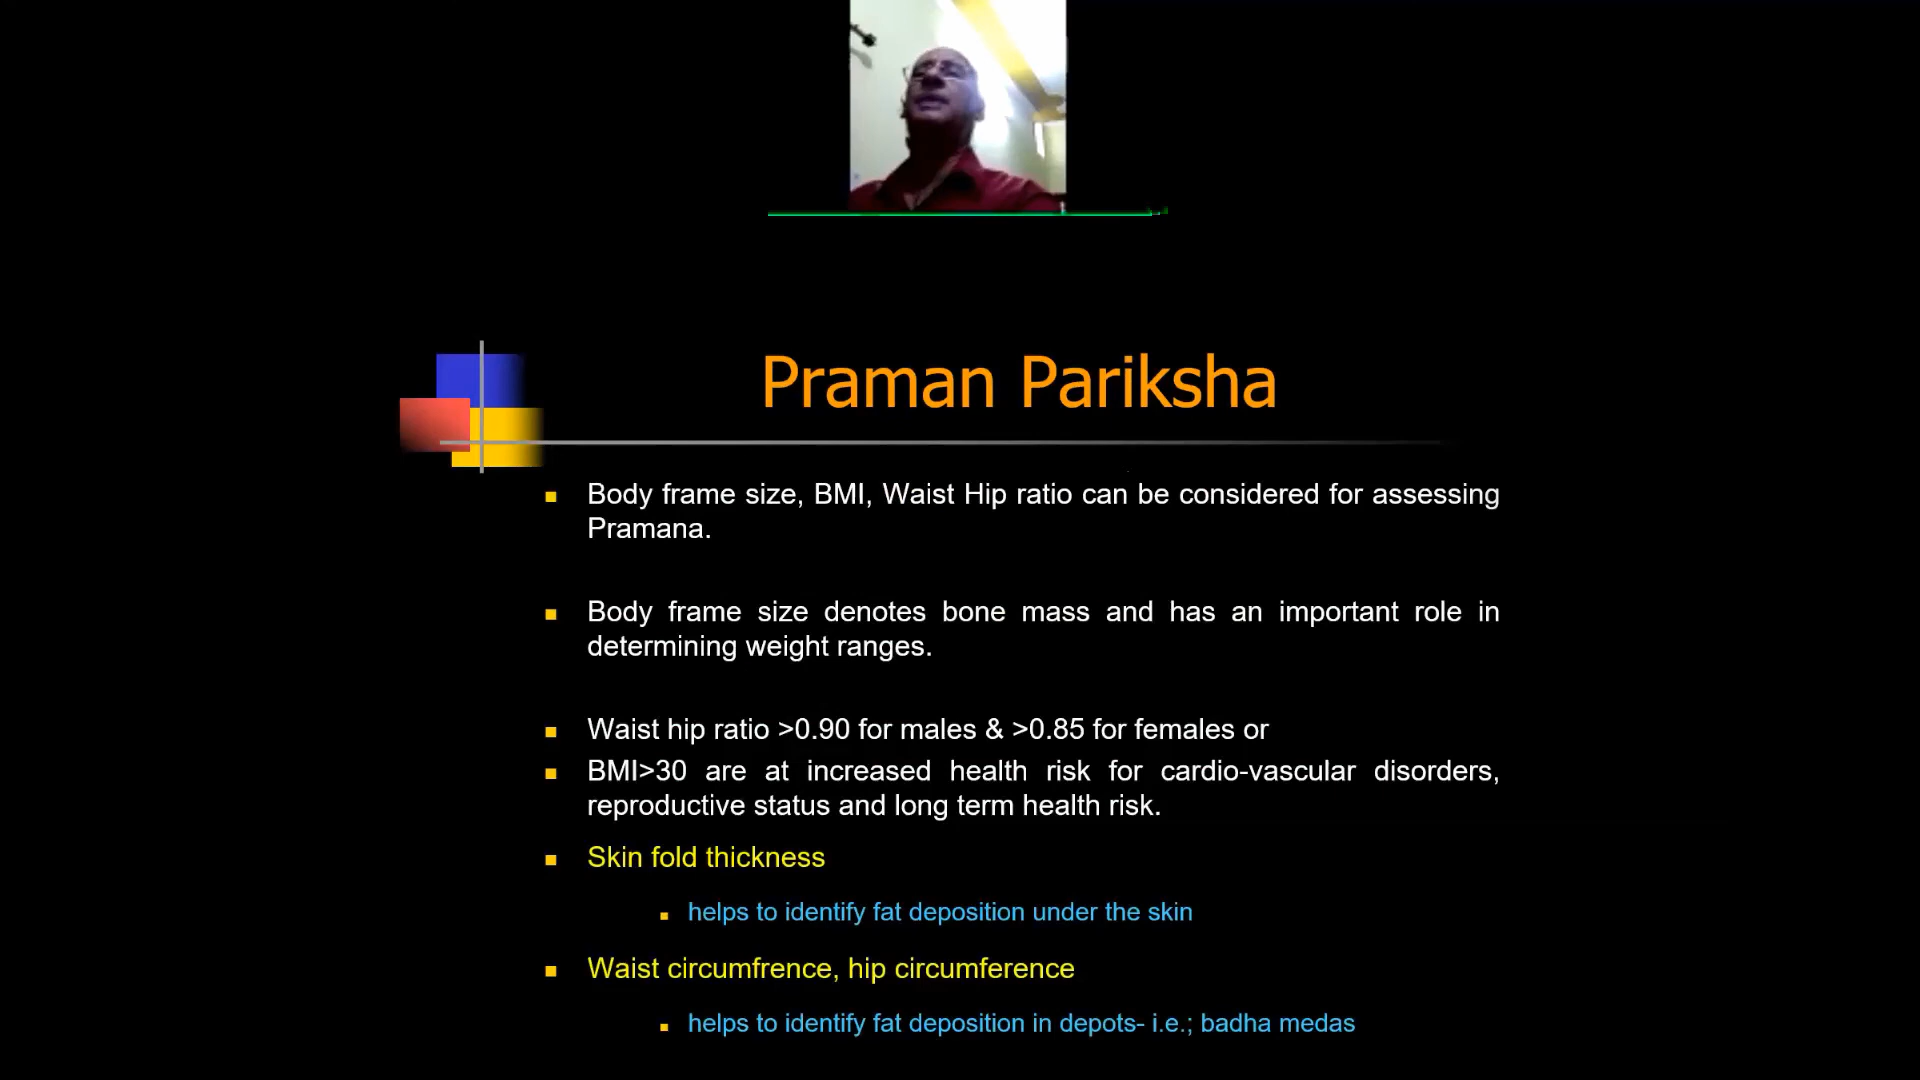 Praman Pariksha
Body frame size, BMI, Waist Hip ratio can be considered for assessing
Pramana.
Body frame size denotes bone mass and has an important role in
determining weight ranges.
Waist hip ratio >0.90 for males & >0.85 for females or
BMI>30 are at increased health risk for cardio-vascular disorders,
reproductive status and long term health risk.
Skin fold thickness
helps to identify fat deposition under the skin
Waist circumfrence, hip circumference
helps to identify fat deposition in depots- i.e.; badha medas